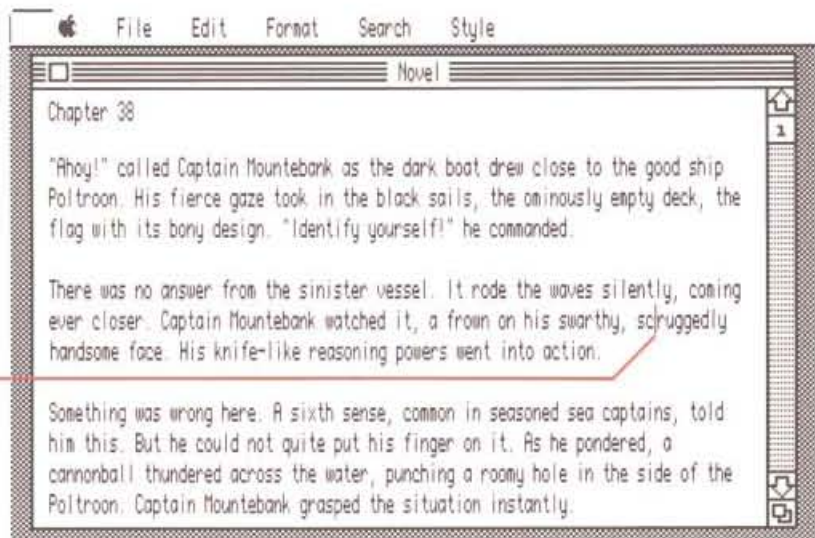 File Edit Format Search Style
Novel
Chapter 38
1
"Ahoy!" called Captain Mountebank as the dark boat drew close to the good ship
Poltroon. His fierce gaze took in the black sails, the ominously empty deck, the
flag with its bony design. "Identify yourself!" he commanded.
There was no answer from the sinister vessel. It rode the waves silently, coming
ever closer. Captain Mountebank watched it, a frown on his swarthy, scruggedly
handsome face. His knife-like reasoning powers went into action.
Something was wrong here. A sixth sense, common in seasoned sea captains, told
him this. But he could not quite put his finger on it. As he pondered, a
cannonball thundered across the water, punching a roomy hole in the side of the
Poltroon. Captain Mountebank grasped the situation instantly.